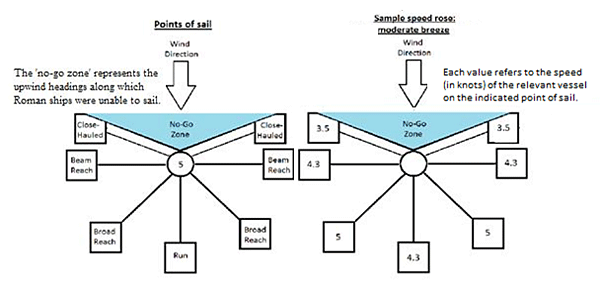 Points of sail
Wind
Direction
The 'no-go zone' represents the
upwind headings along which
Roman ships were unable to sail.
Close-
Hauled
No-Go
Zone
Close-
Hauled
Beam
Reach
5
Beam
Reach
Broad
Reach
Broad
Reach
Run
Sample speed rose:
moderate breeze
Wind
Direction
Each value refers to the speed
(in knots) of the relevant vessel
on the indicated point of sail.
3.5
No-Go
Zone
3.5
4.3
4.3
5
5
4.3